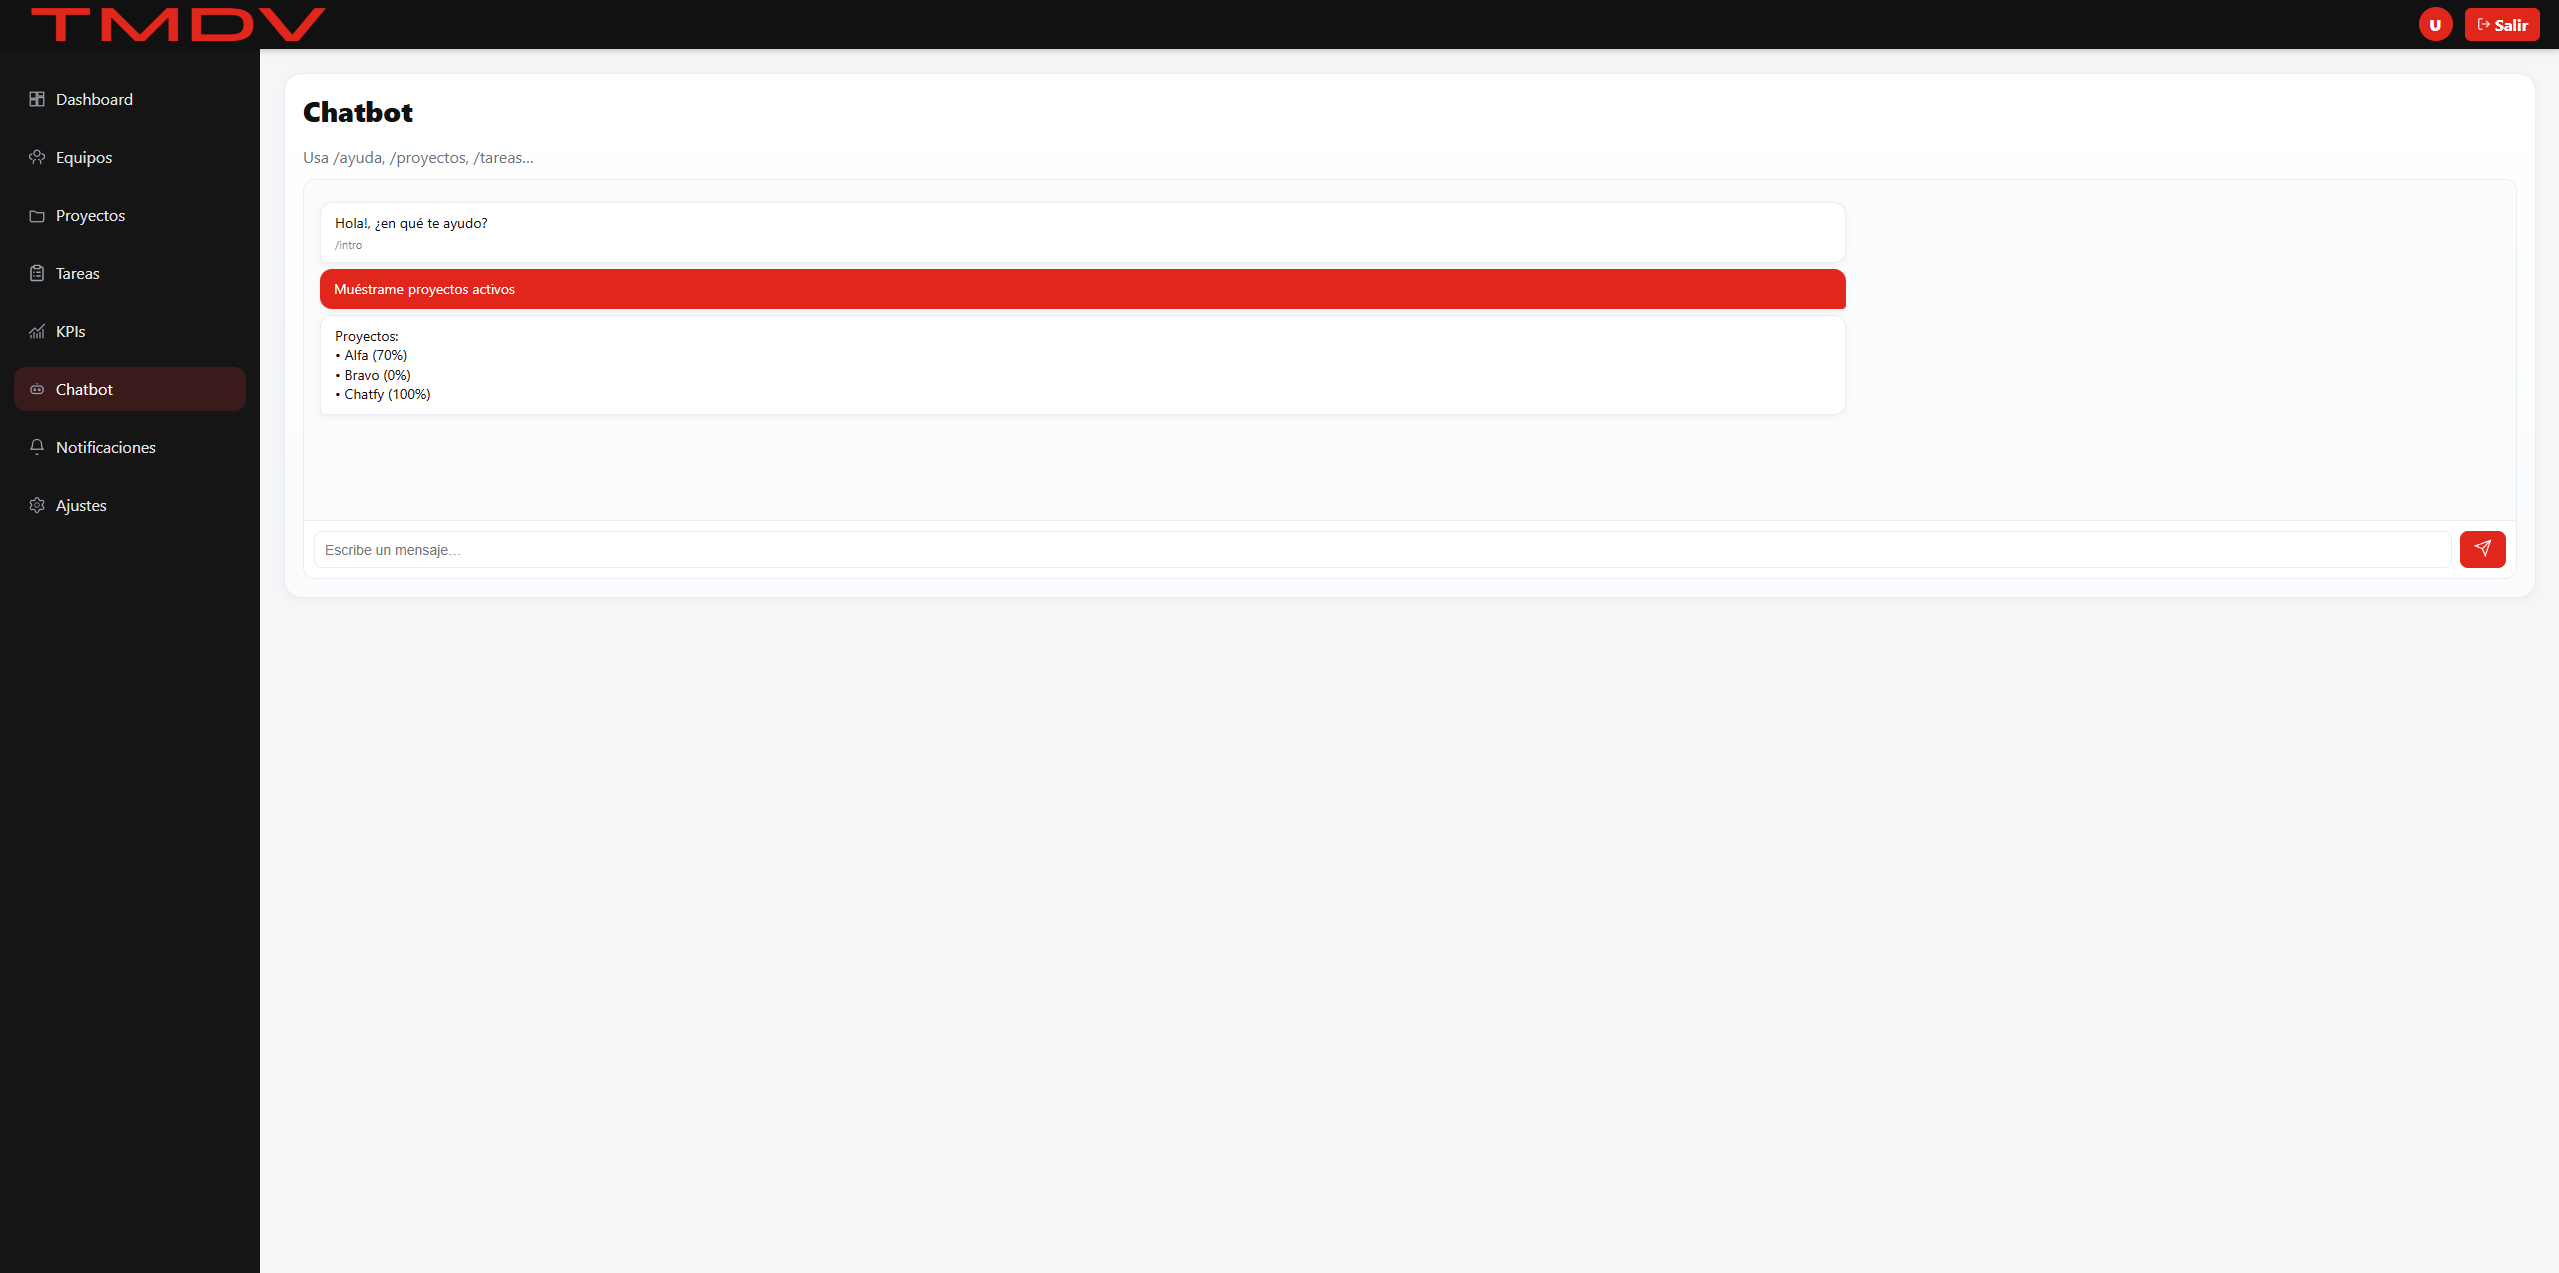 TMDV
U
Salir
Dashboard
Equipos
Proyectos
Tareas
KPIs
Chatbot
Notificaciones
Ajustes
Chatbot
Usa /ayuda, /proyectos, /tareas...
Hola!, ¿en qué te ayudo?
/intro
Muéstrame proyectos activos
Proyectos:
• Alfa (70%)
• Bravo (0%)
• Chatfy (100%)
Escribe un mensaje...